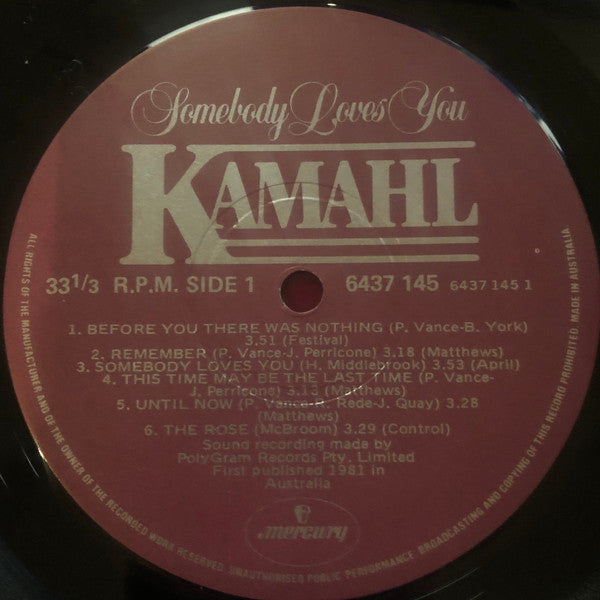 Somebody Loves You
KAMAHL
33 1/3 R.P.M. SIDE 1 6437 145 6437 145 1
1. BEFORE YOU THERE WAS NOTHING (P. Vance-B. York)
3.51 (Festival)
2. REMEMBER (P. Vance-J. Perricone) 3.18 (Matthews)
3. SOMEBODY LOVES YOU (H. Middlebrook) 3.53 (April)
4. THIS TIME MAY BE THE LAST TIME (P. Vance-
J. Perricone) 3.13 (Matthews)
5. UNTIL NOW (P. Vance-R. Rede-J. Quay) 3.28
(Matthews)
6. THE ROSE (McBroom) 3.29 (Control)
Sound recording made by
PolyGram Records Pty. Limited
First published 1981 in
Australia
mercury
ALL RIGHTS OF THE MANUFACTURER AND OF THE OWNER OF THE RECORDED WORK RESERVED. UNAUTHORISED PUBLIC PERFORMANCE, BROADCASTING AND COPYING OF THIS RECORD PROHIBITED. MADE IN AUSTRALIA